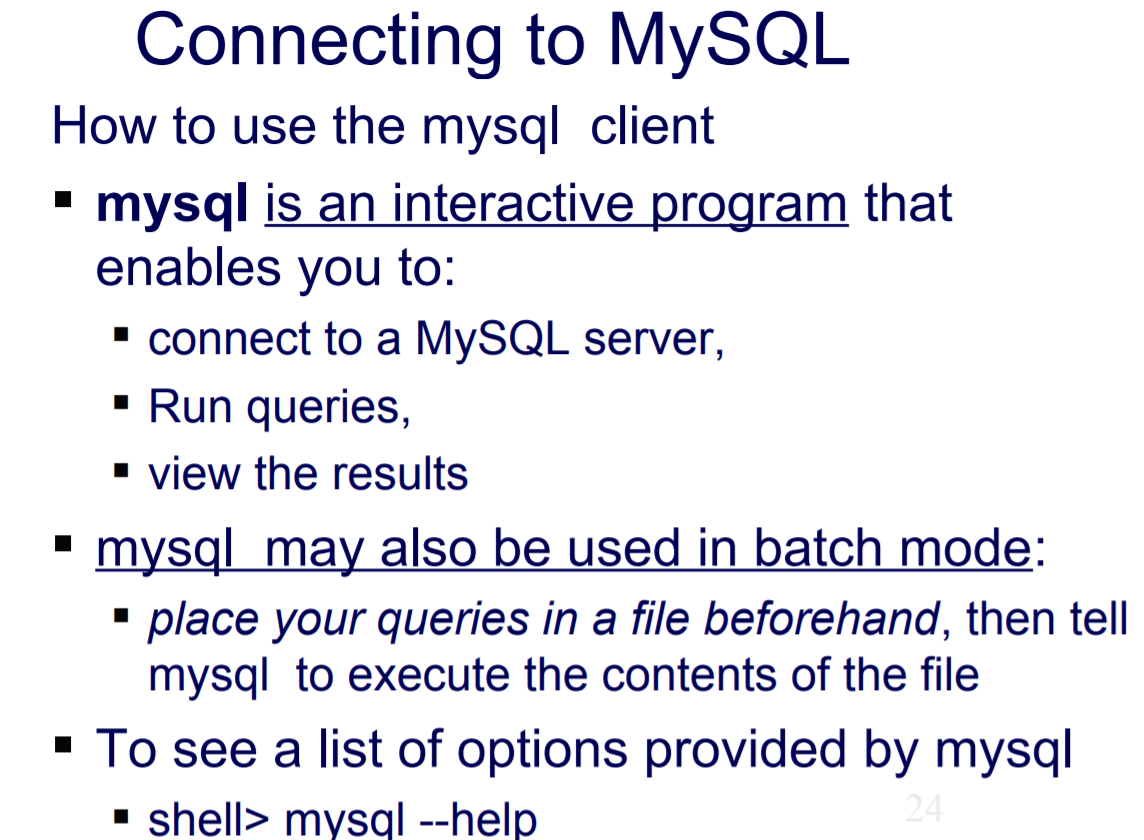 Connecting to MySQL
How to use the mysql  client
▪ mysql is an interactive program that
enables you to:
▪ connect to a MySQL server,
▪ Run queries,
▪ view the results
▪ mysql  may also be used in batch mode:
▪ place your queries in a file beforehand, then tell
mysql  to execute the contents of the file
▪ To see a list of options provided by mysql
▪ shell> mysql --help
24